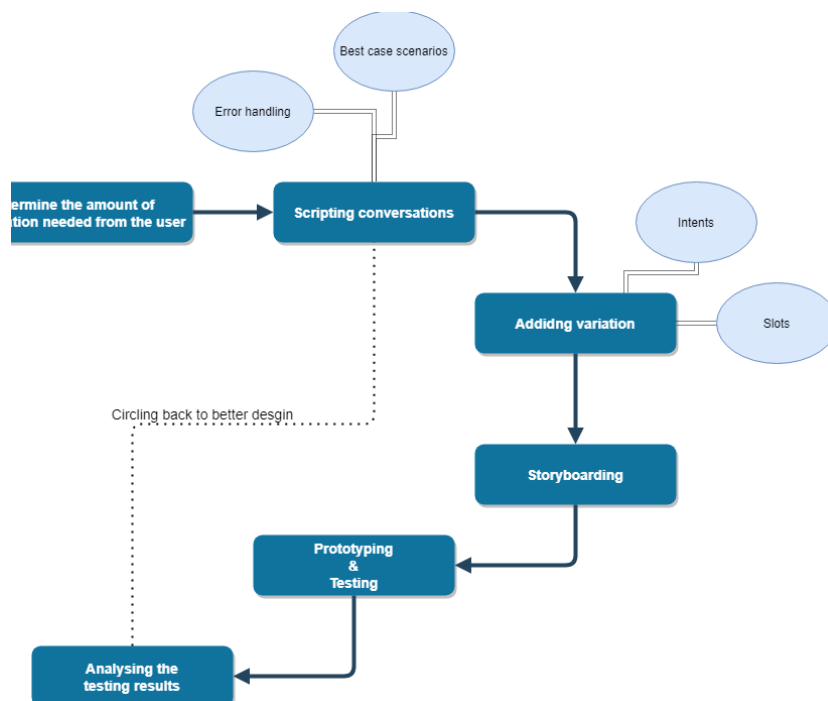 Best case scenarios
Error handling
ermine the amount of
ation needed from the user
Scripting conversations
Intents
Addidng variation
Slots
Circling back to better desgin
Storyboarding
Prototyping
&
Testing
Analysing the
testing results